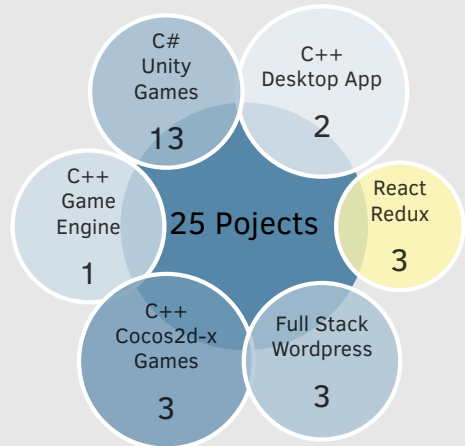 C#
Unity
Games
13
C++
Desktop App
2
C++
Game
Engine
1
25 Pojects
React
Redux
3
C++
Cocos2d-x
Games
3
Full Stack
Wordpress
3